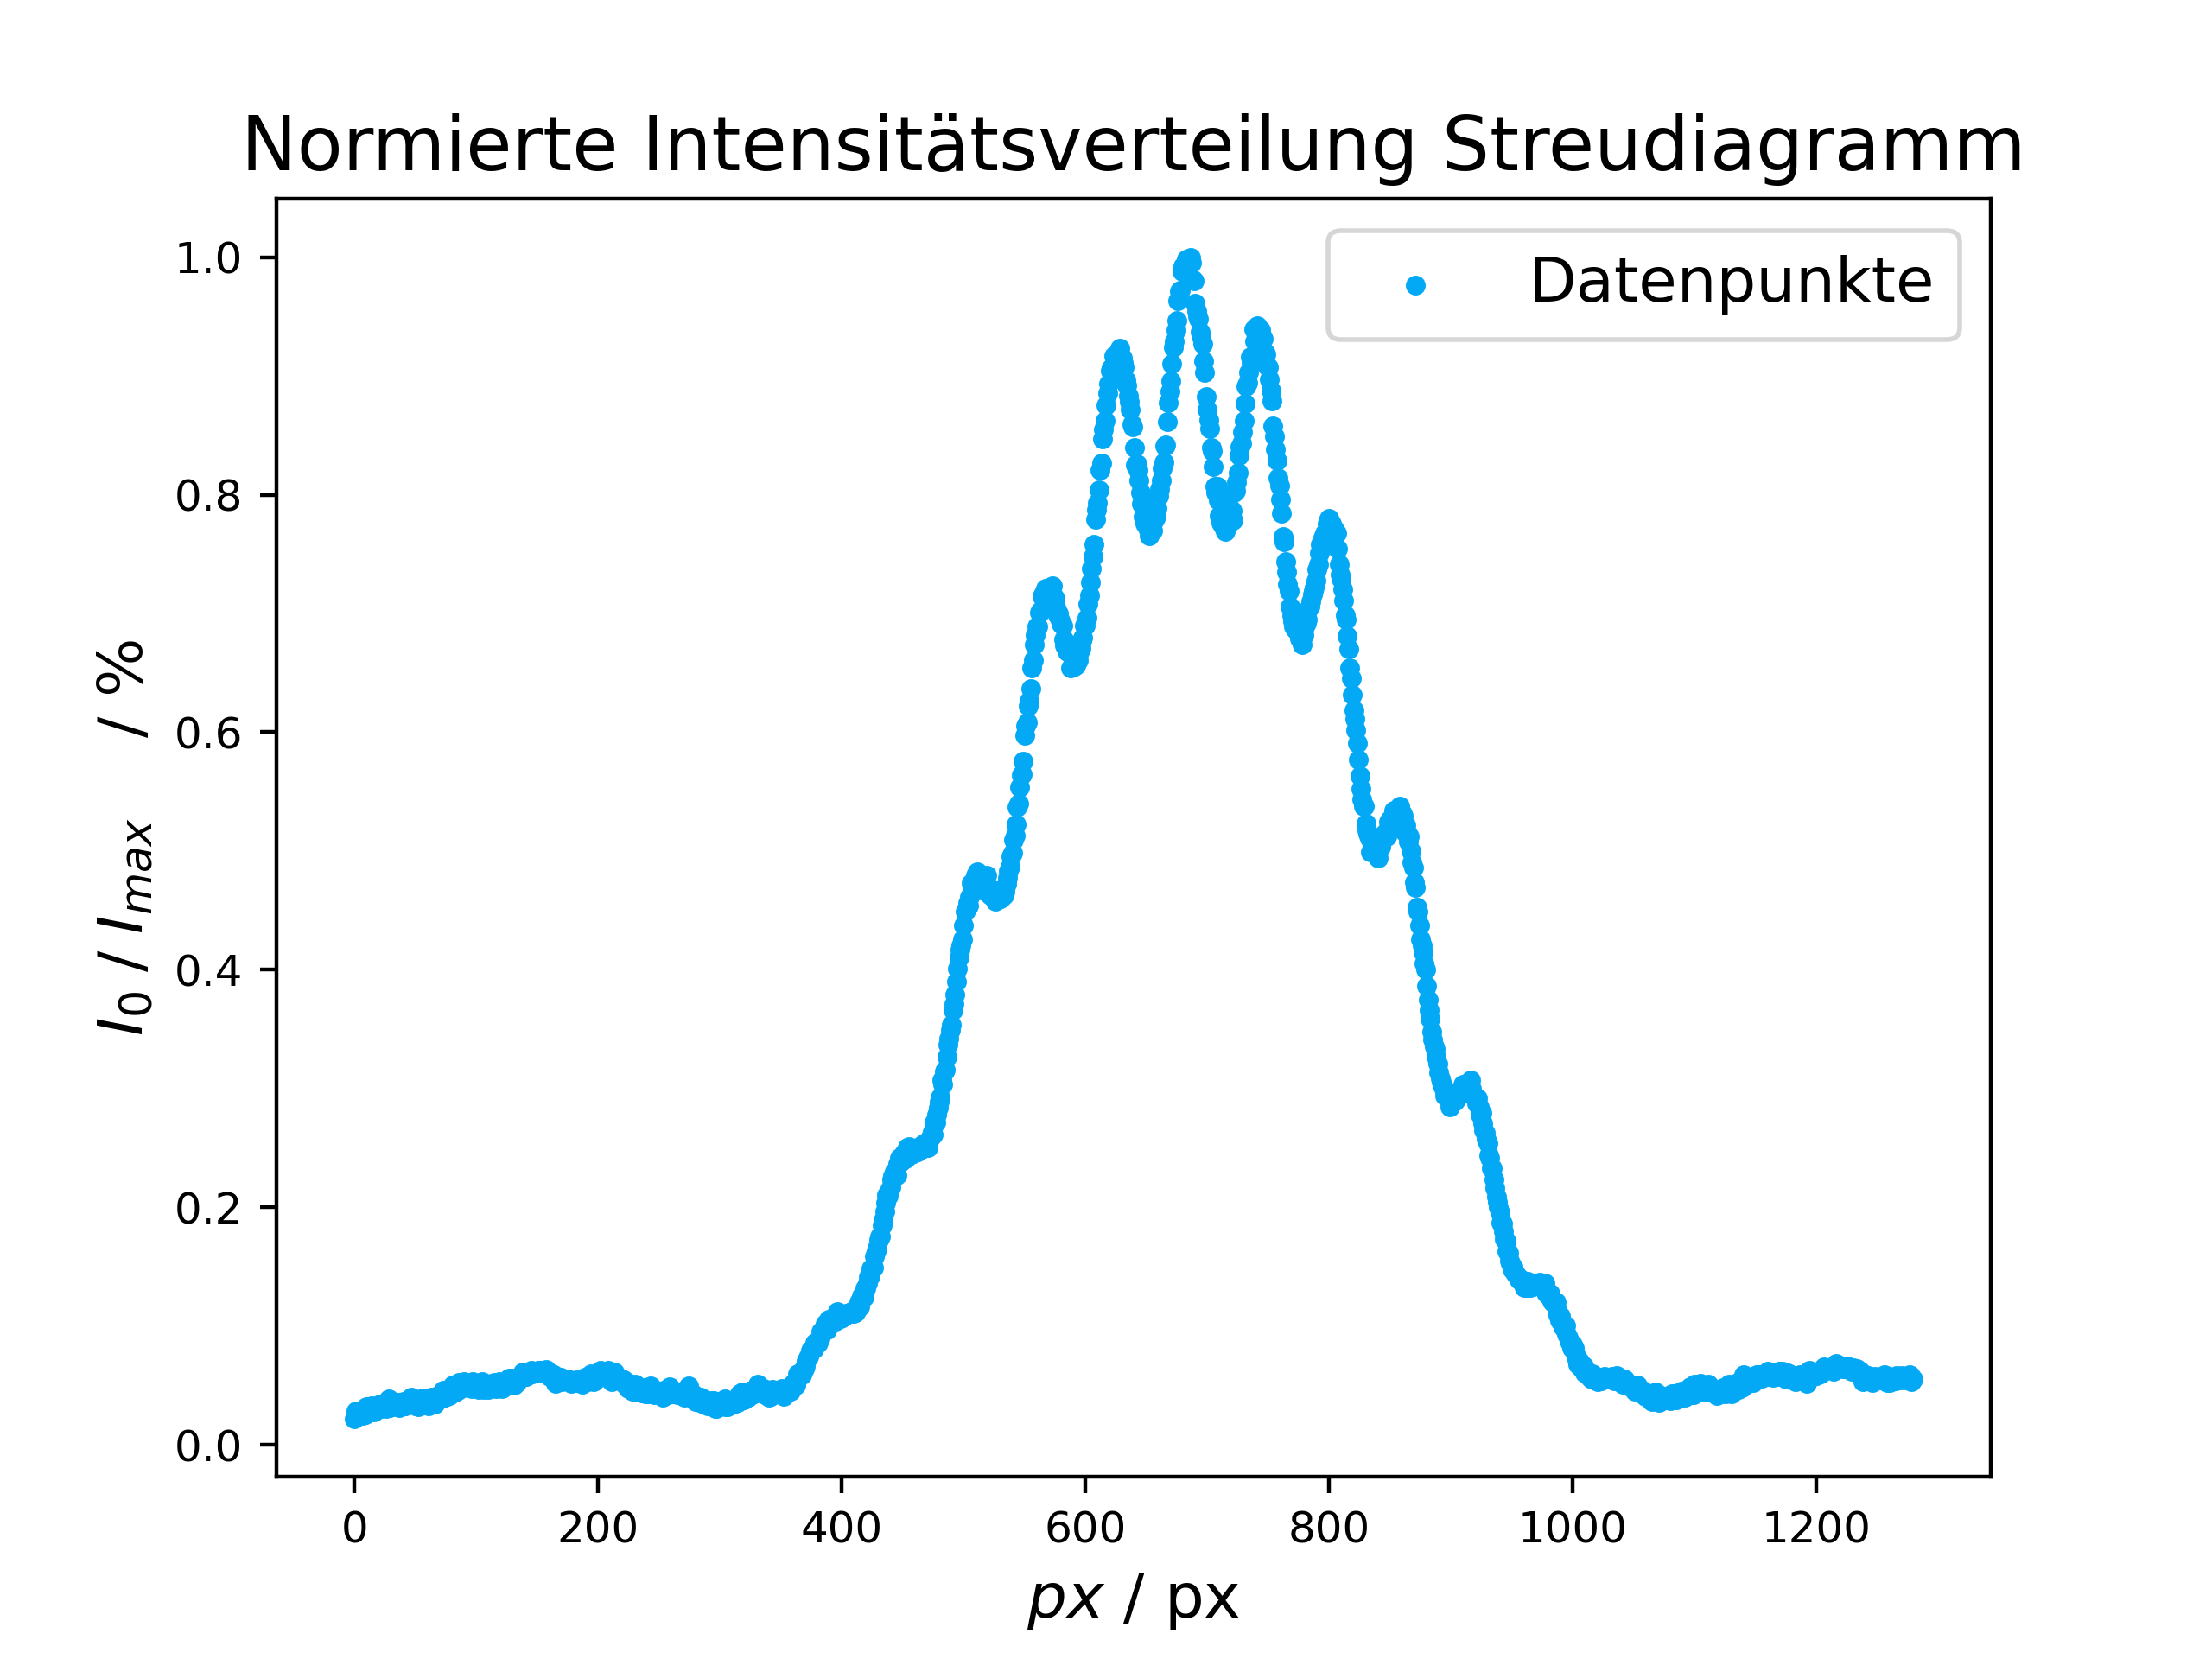 Normierte Intensitätsverteilung Streudiagramm
Datenpunkte
I₀ / Iₘₐₓ / %
1.0
0.8
0.6
0.4
0.2
0.0
0 200 400 600 800 1000 1200
px / px